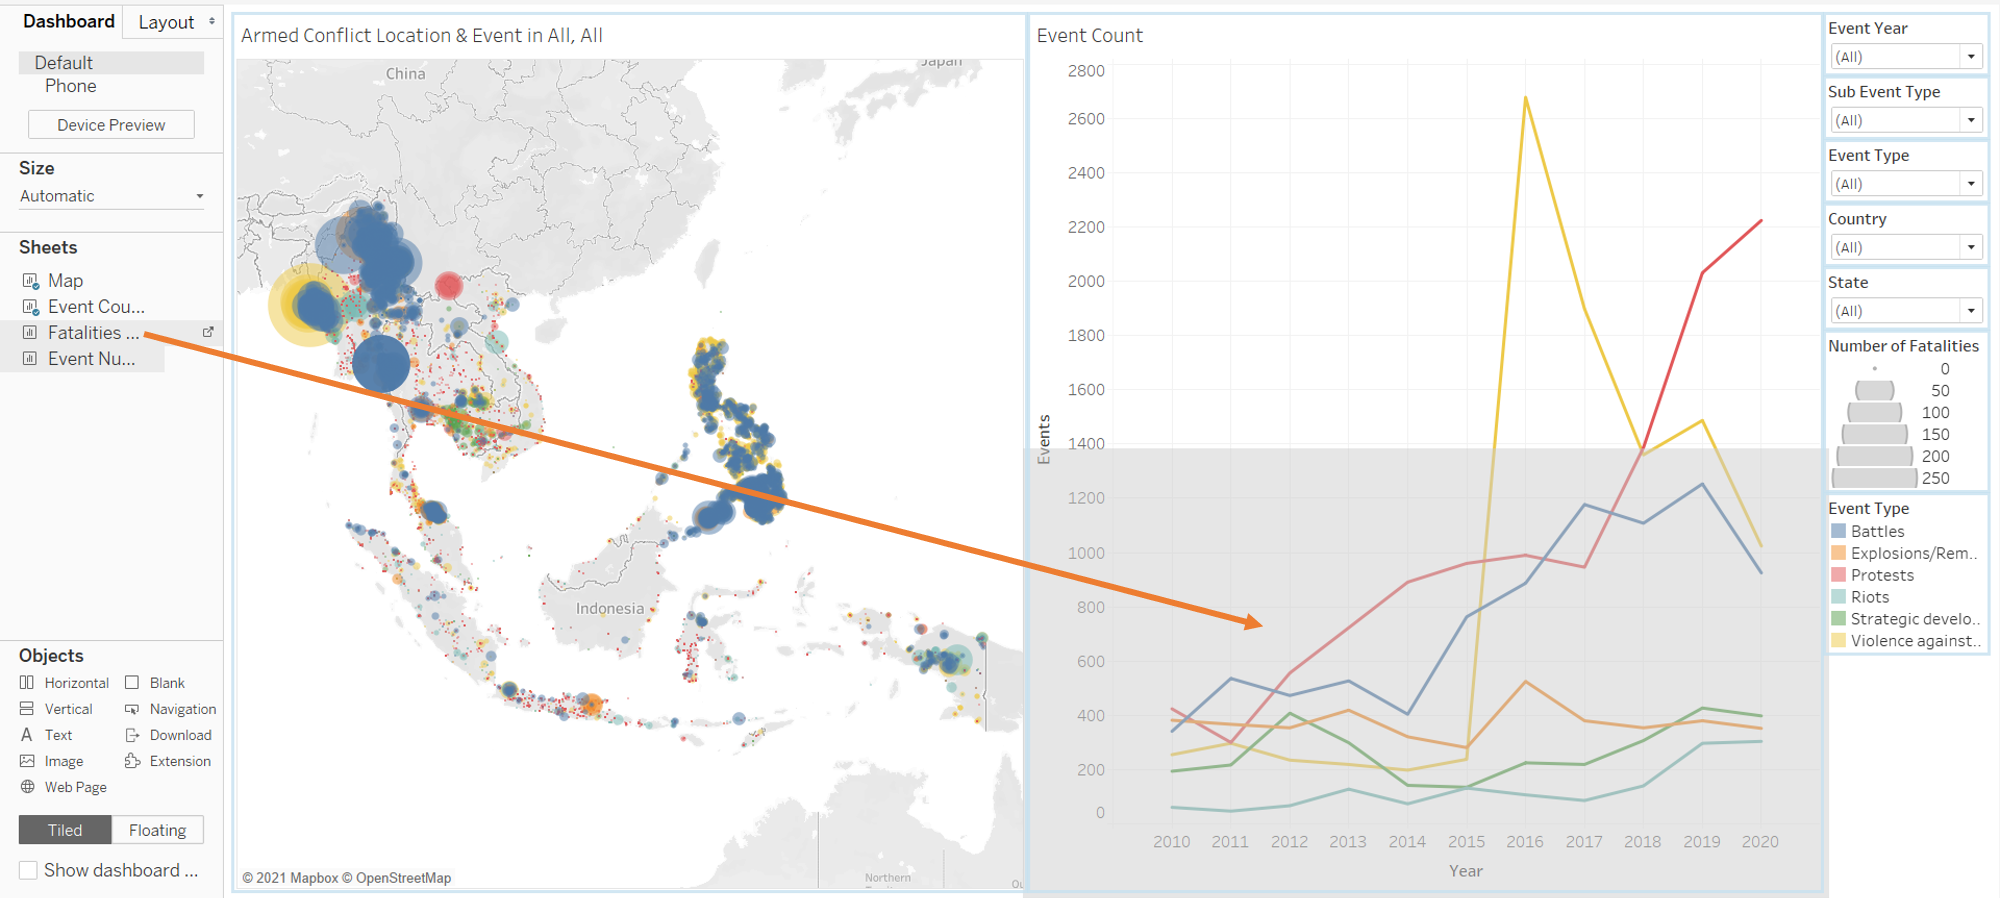 Dashboard
Layout
Default
Phone
Device Preview
Size
Automatic
Sheets
Map
Event Cou...
Fatalities ...
Event Nu...
Objects
Horizontal
Blank
Vertical
Navigation
Text
Download
Image
Extension
Web Page
Tiled
Floating
Show dashboard ...
Armed Conflict Location & Event in All, All
China
Japan
Indonesia
Northern
© 2021 Mapbox © OpenStreetMap
Event Count
2800
2600
2400
2200
2000
1800
1600
1400
1200
1000
800
600
400
200
0
Events
2010 2011 2012 2013 2014 2015 2016 2017 2018 2019 2020
Year
Event Year
(All)
Sub Event Type
(All)
Event Type
(All)
Country
(All)
State
(All)
Number of Fatalities
0
50
100
150
200
250
Event Type
Battles
Explosions/Rem..
Protests
Riots
Strategic develo..
Violence against..